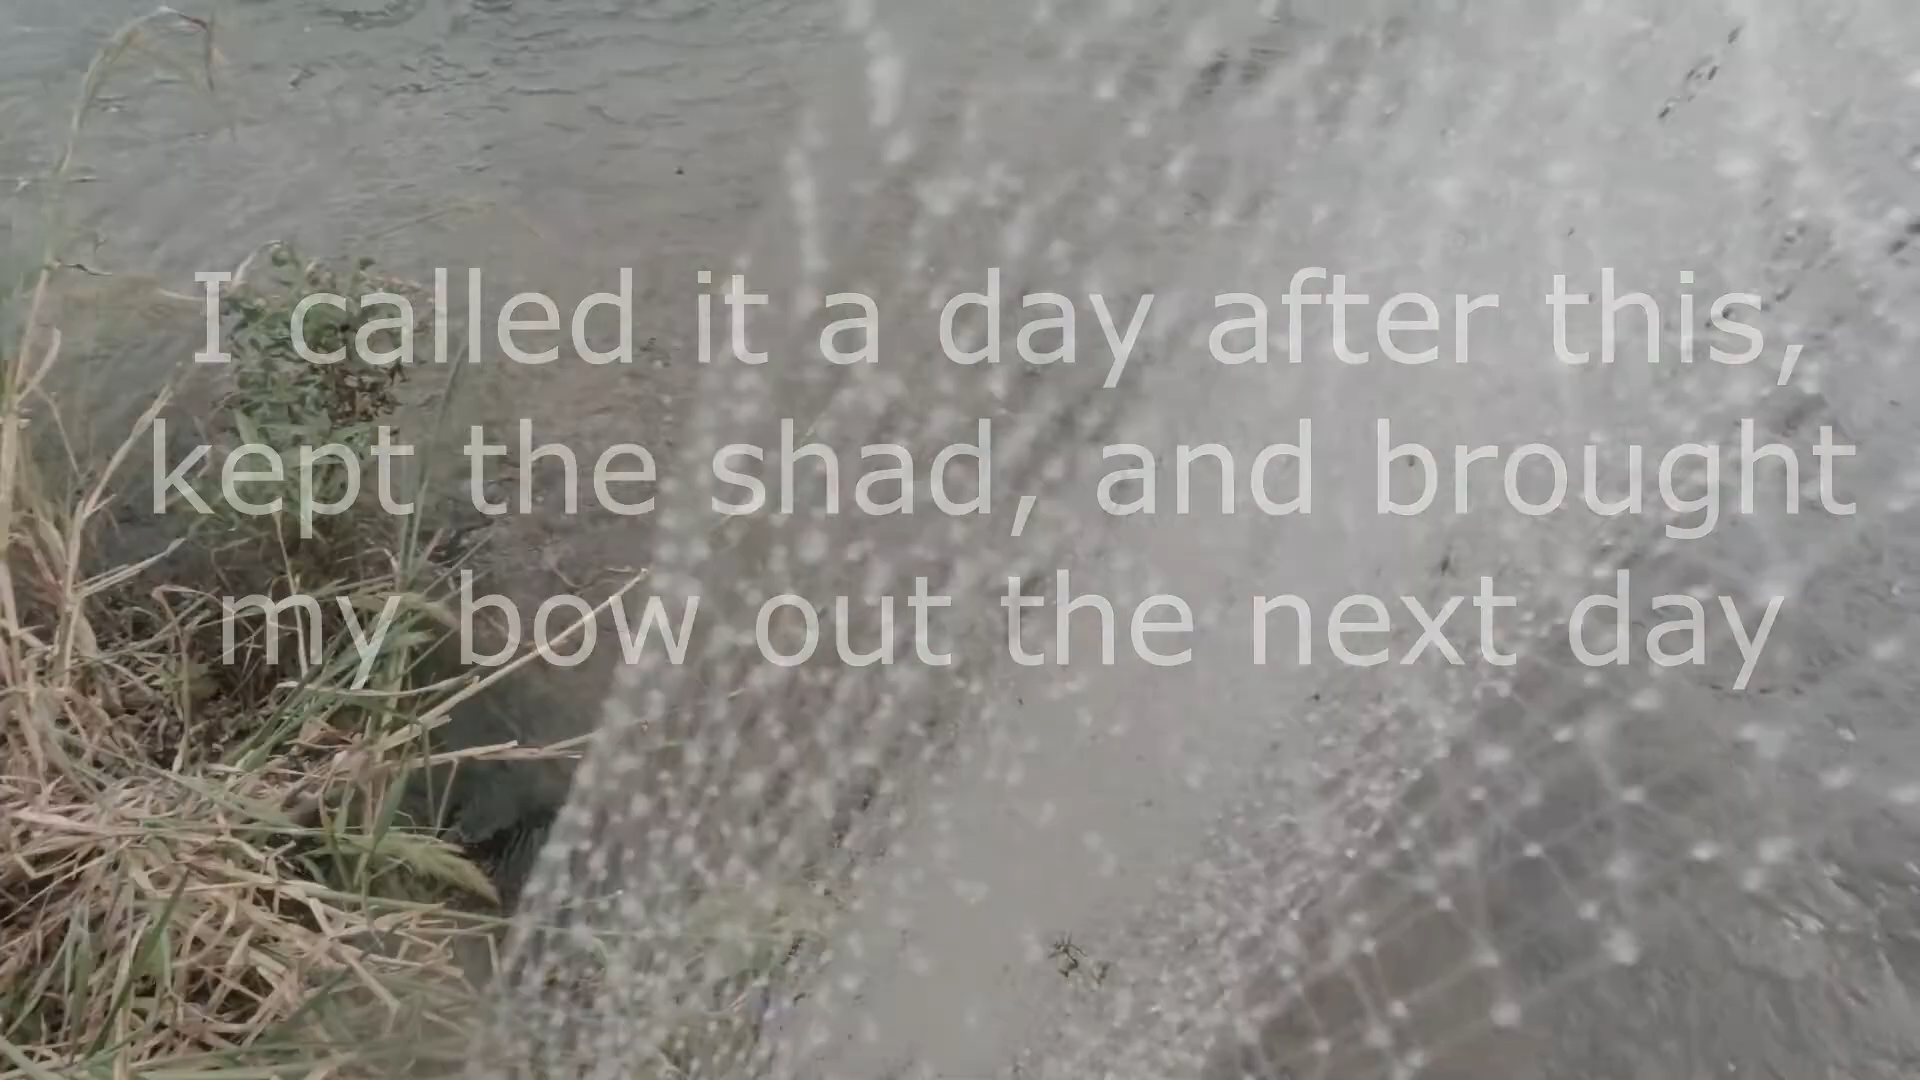 I called it a day after this,
kept the shad, and brought
my bow out the next day